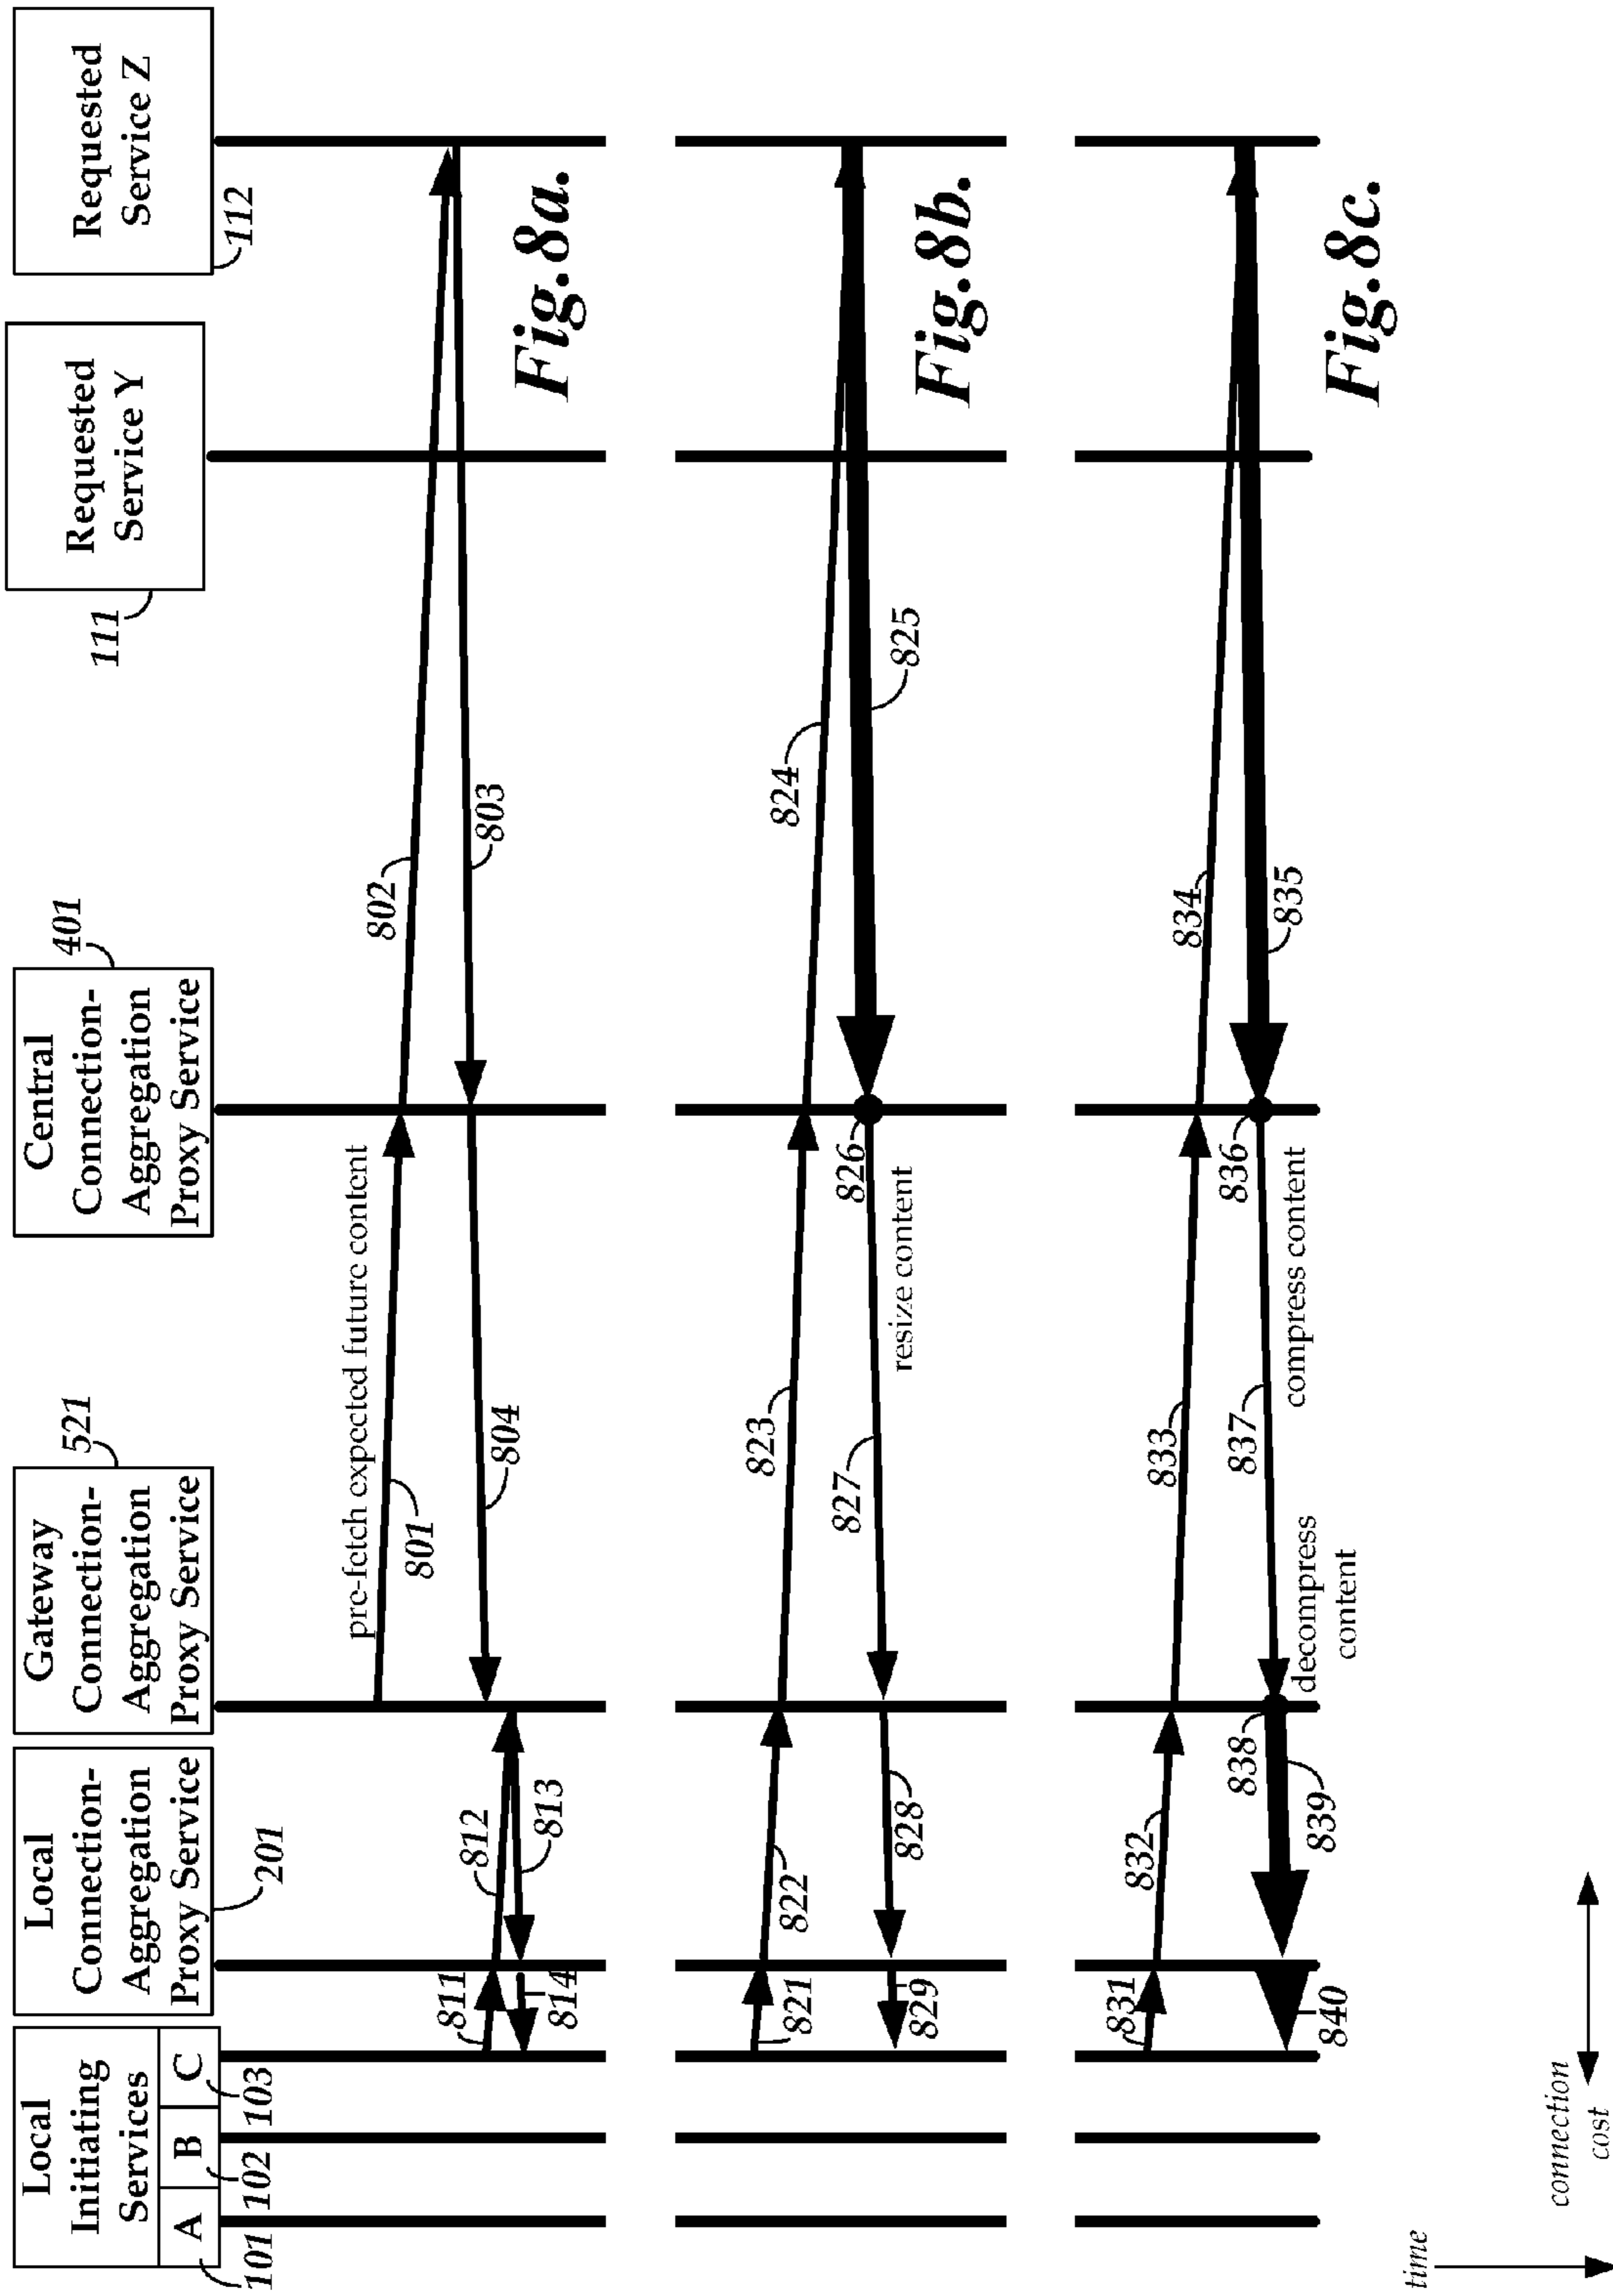 Local
Initiating
Services
A
B
C
101
102
103
Local
Connection-
Aggregation
Proxy Service
201
Gateway
Connection-
Aggregation
Proxy Service
521
Central
Connection-
Aggregation
Proxy Service
401
Requested
Service Y
111
Requested
Service Z
112
pre-fetch expected future content
801
802
803
804
811
812
813
814
Fig.8a.
821
822
823
824
825
826
resize content
827
828
829
Fig.8b.
831
832
833
834
835
836
compress content
837
decompress
content
838
839
840
Fig.8c.
time
connection
cost